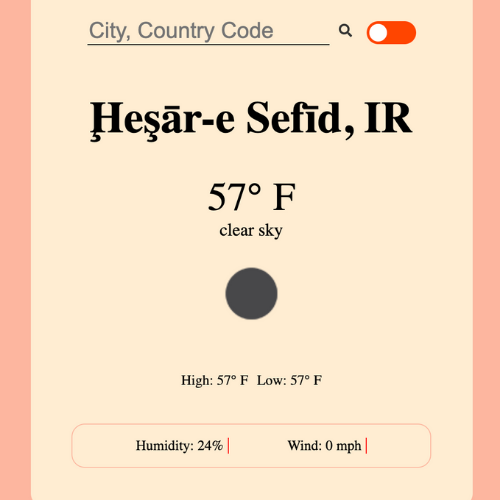 City, Country Code
Ḩeşār-e Sefīd, IR
57° F
clear sky
High: 57° F Low: 57° F
Humidity: 24% Wind: 0 mph